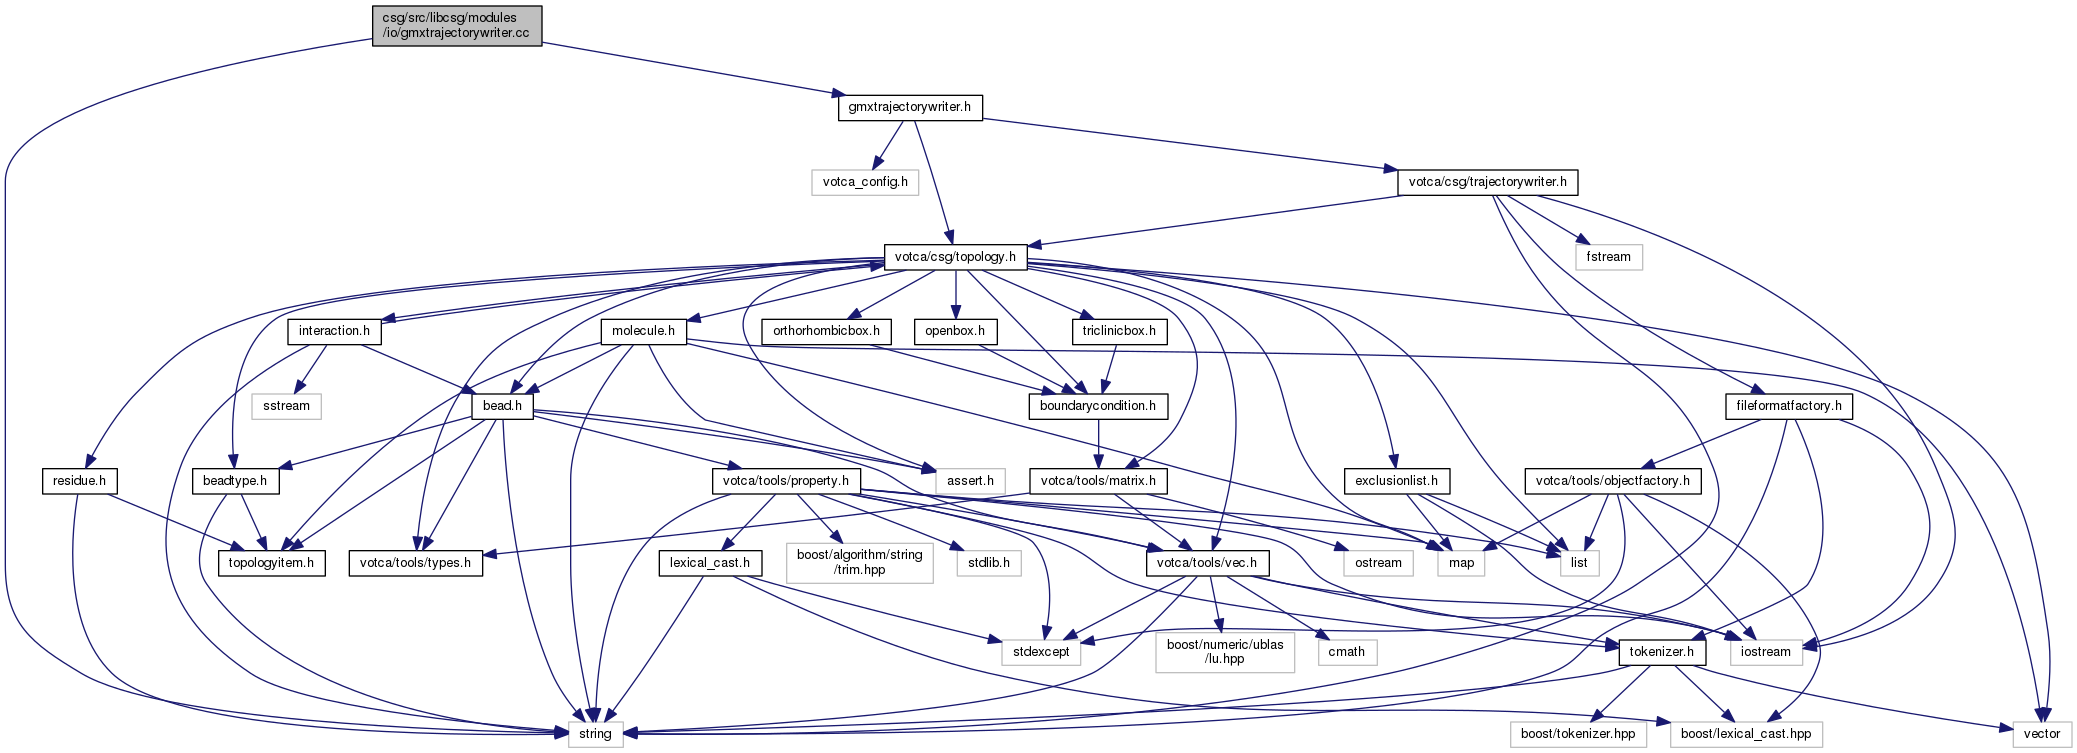 csg/src/libcsg/modules
/io/gmxtrajectorywriter.cc
gmxtrajectorywriter.h
votca_config.h
votca/csg/trajectorywriter.h
votca/csg/topology.h
fstream
interaction.h
molecule.h
orthorhombicbox.h
openbox.h
triclinicbox.h
sstream
bead.h
boundarycondition.h
fileformatfactory.h
residue.h
beadtype.h
votca/tools/property.h
assert.h
votca/tools/matrix.h
exclusionlist.h
votca/tools/objectfactory.h
topologyitem.h
votca/tools/types.h
lexical_cast.h
boost/algorithm/string
/trim.hpp
stdlib.h
votca/tools/vec.h
ostream
map
list
stdexcept
boost/numeric/ublas
/lu.hpp
cmath
tokenizer.h
iostream
string
boost/tokenizer.hpp
boost/lexical_cast.hpp
vector